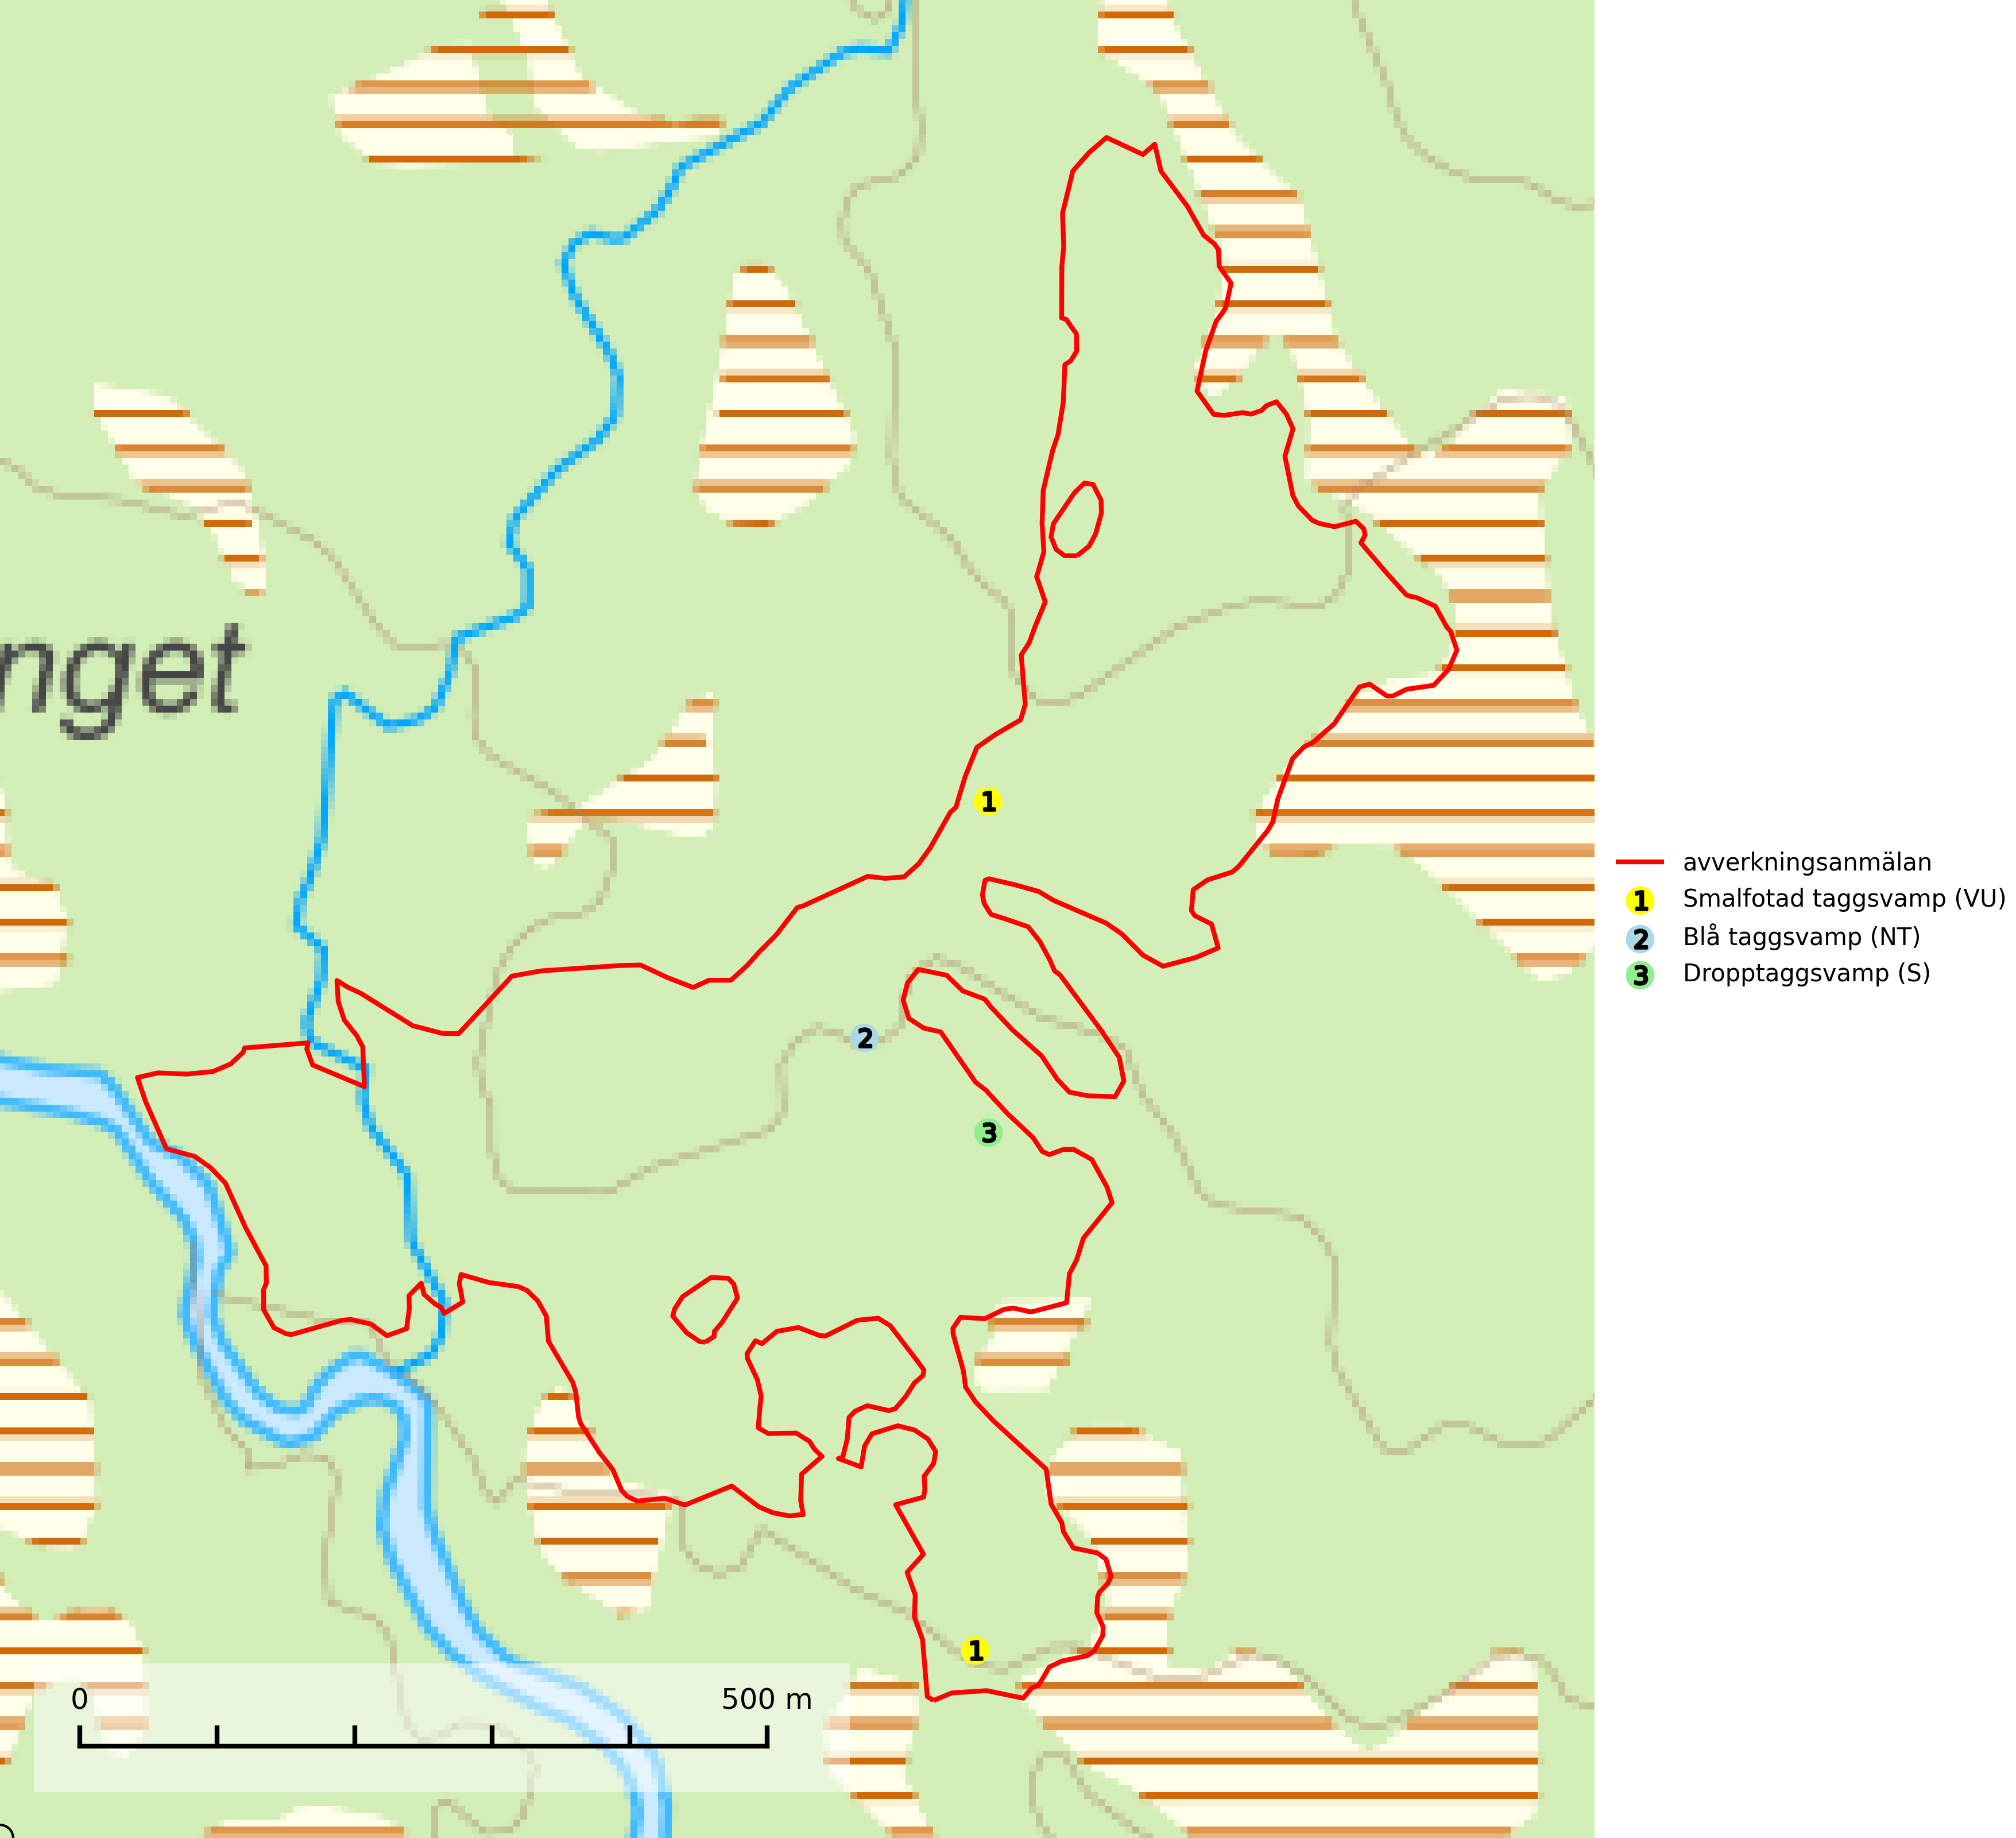 nget
1
2
3
1
0 500 m
avverkningsanmälan
1 Smalfotad taggsvamp (VU)
2 Blå taggsvamp (NT)
3 Dropptaggsvamp (S)